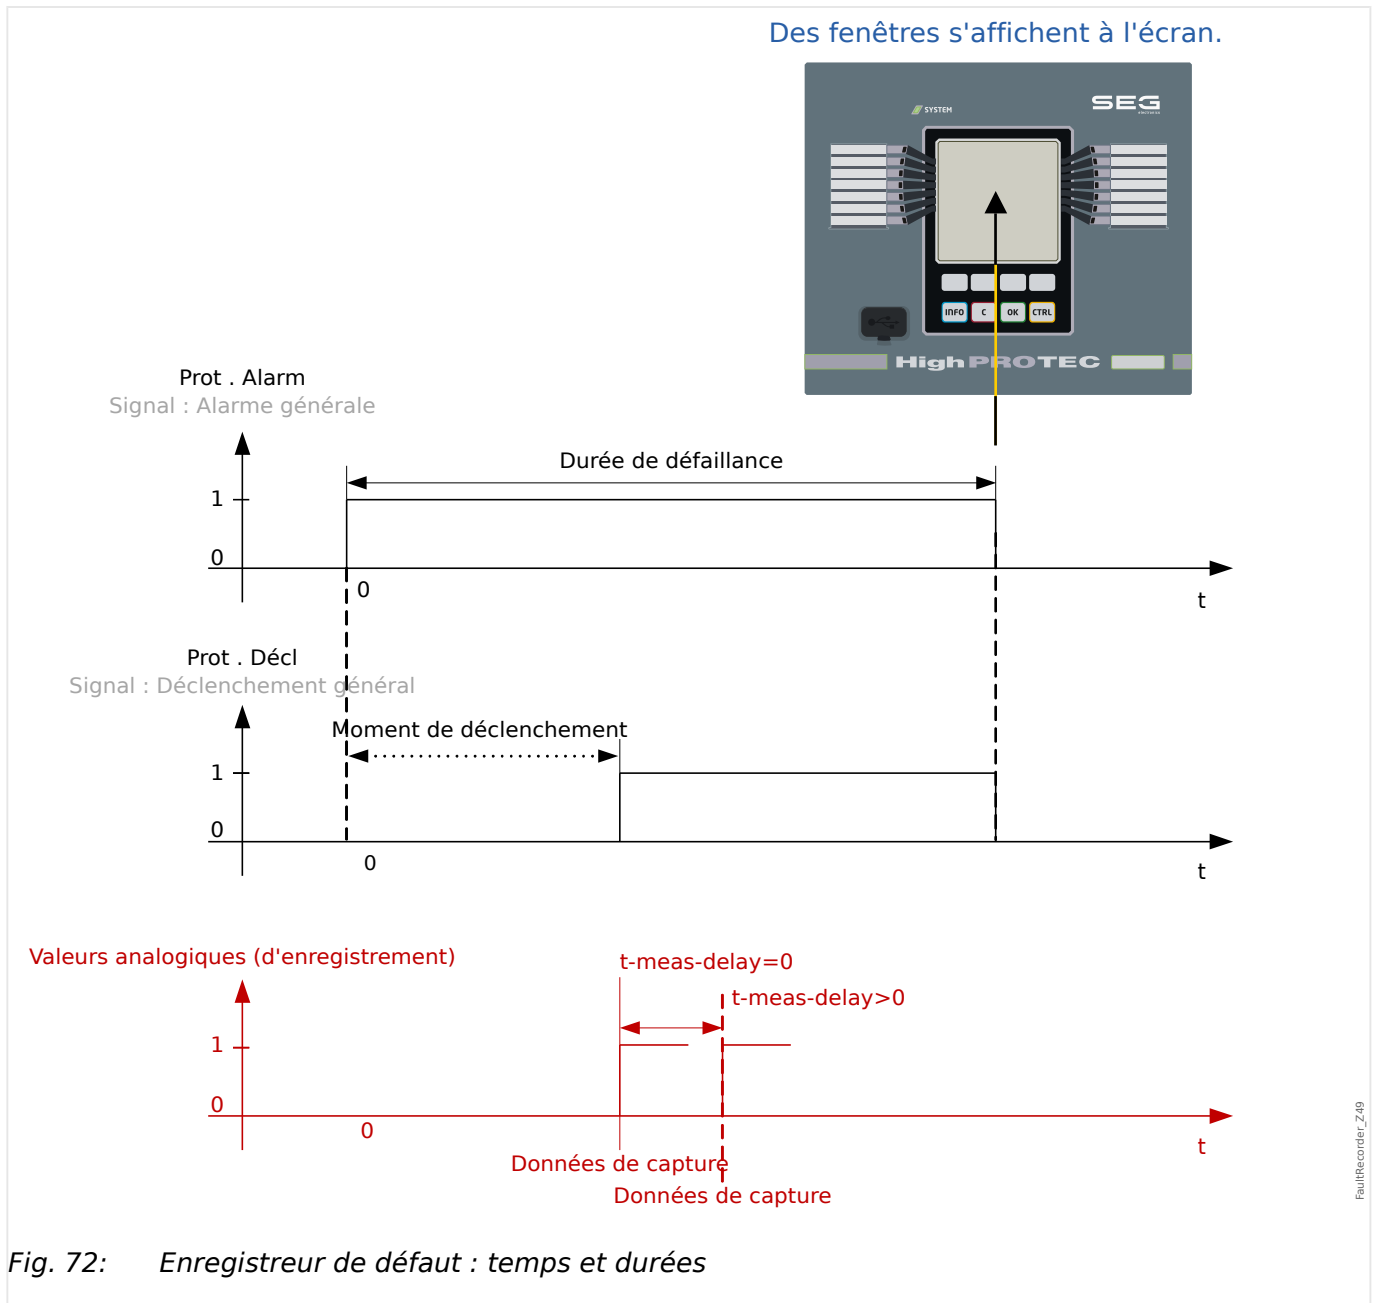 Des fenêtres s'affichent à l'écran.
SYSTEM
SEG
electronics
INFO
C
OK
CTRL
HighPROTEC
Prot . Alarm
Signal : Alarme générale
Durée de défaillance
1
0
0
t
Prot . Décl
Signal : Déclenchement général
Moment de déclenchement
1
0
0
t
Valeurs analogiques (d'enregistrement)
t-meas-delay=0
t-meas-delay>0
1
0
0
t
Données de capture
Données de capture
FaultRecorder_Z49
Fig. 72: Enregistreur de défaut : temps et durées